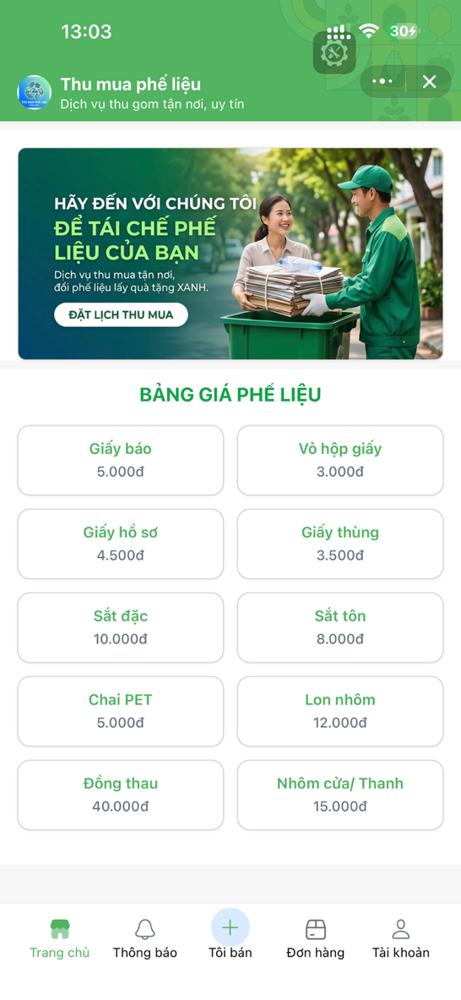 13:03
30
Thu mua phế liệu
Dịch vụ thu gom tận nơi, uy tín
HÃY ĐẾN VỚI CHÚNG TÔI
ĐỂ TÁI CHẾ PHẾ
LIỆU CỦA BẠN
Dịch vụ thu mua tận nơi,
đổi phế liệu lấy quà tặng XANH.
ĐẶT LỊCH THU MUA
BẢNG GIÁ PHẾ LIỆU
Giấy báo
5.000đ
Vỏ hộp giấy
3.000đ
Giấy hồ sơ
4.500đ
Giấy thùng
3.500đ
Sắt đặc
10.000đ
Sắt tôn
8.000đ
Chai PET
5.000đ
Lon nhôm
12.000đ
Đồng thau
40.000đ
Nhôm cửa/ Thanh
15.000đ
Trang chủ
Thông báo
Tôi bán
Đơn hàng
Tài khoản